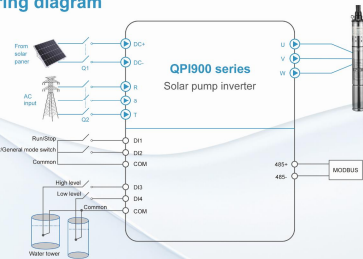 ring diagram
From
solar
paner
Q1
DC+
DC-
AC
input
Q2
R
S
T
QPI900 series
Solar pump inverter
U
V
W
Run/Stop
/General mode switch
Common
DI1
DI2
COM
High level
Low level
Common
DI3
DI4
COM
Water tower
485+
485-
MODBUS